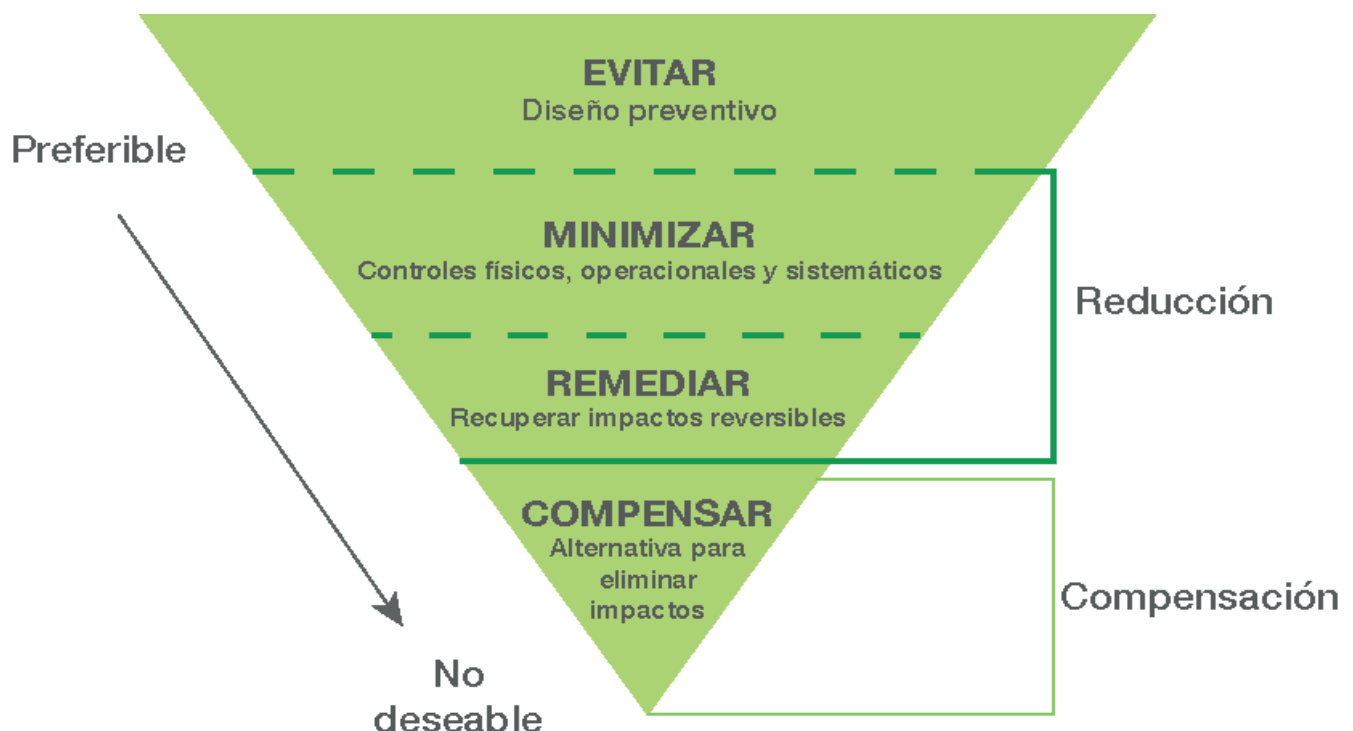 EVITAR
Diseño preventivo
Preferible
MINIMIZAR
Controles físicos, operacionales y sistemáticos
Reducción
REMEDIAR
Recuperar impactos reversibles
COMPENSAR
Alternativa para
eliminar
impactos
Compensación
No
deseable